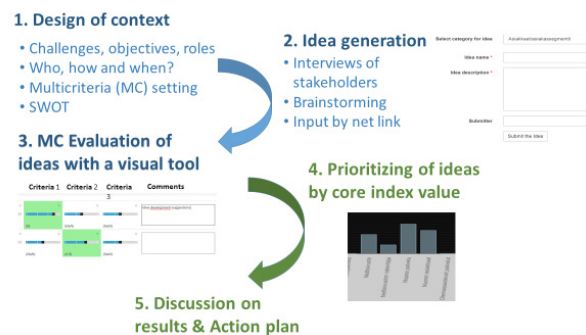 1. Design of context
• Challenges, objectives, roles
• Who, how and when?
• Multicriteria (MC) setting
• SWOT
2. Idea generation
• Interviews of
stakeholders
• Brainstorming
• Input by net link
Select category for idea
Idea name *
Idea description *
Submitter
Submit the idea
3. MC Evaluation of
ideas with a visual tool
Criteria 1 Criteria 2 Criteria
3
Comments
4. Prioritizing of ideas
by core index value
5. Discussion on
results & Action plan